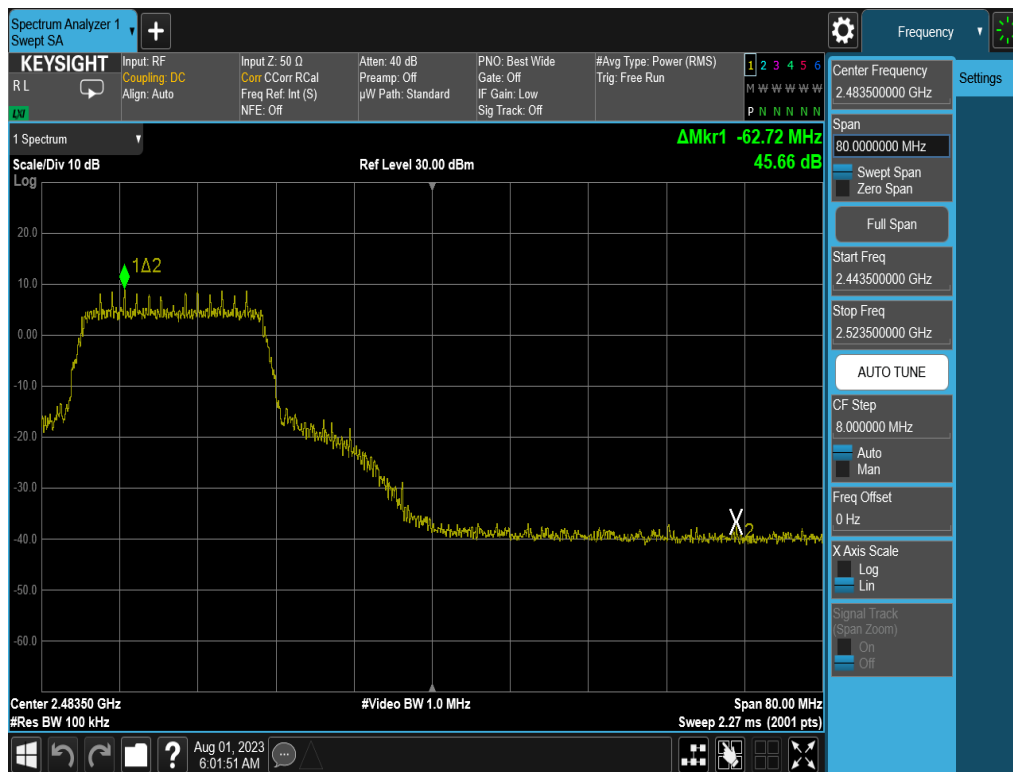 Spectrum Analyzer 1
Swept SA
+
Frequency
KEYSIGHT
R L
LXI
Input: RF
Coupling: DC
Align: Auto
Input Z: 50 Ω
Corr CCorr RCal
Freq Ref: Int (S)
NFE: Off
Atten: 40 dB
Preamp: Off
µW Path: Standard
PNO: Best Wide
Gate: Off
IF Gain: Low
Sig Track: Off
#Avg Type: Power (RMS)
Trig: Free Run
1 2 3 4 5 6
M W W W W W
P N N N N N
1 Spectrum
Scale/Div 10 dB
Log
Ref Level 30.00 dBm
ΔMkr1 -62.72 MHz
45.66 dB
1Δ2
20.0
10.0
0.00
-10.0
-20.0
-30.0
-40.0
-50.0
-60.0
X2
Center 2.48350 GHz
#Res BW 100 kHz
#Video BW 1.0 MHz
Span 80.00 MHz
Sweep 2.27 ms (2001 pts)
Aug 01, 2023
6:01:51 AM
?
Center Frequency
2.483500000 GHz
Settings
Span
80.0000000 MHz
Swept Span
Zero Span
Full Span
Start Freq
2.443500000 GHz
Stop Freq
2.523500000 GHz
AUTO TUNE
CF Step
8.000000 MHz
Auto
Man
Freq Offset
0 Hz
X Axis Scale
Log
Lin
Signal Track
(Span Zoom)
On
Off